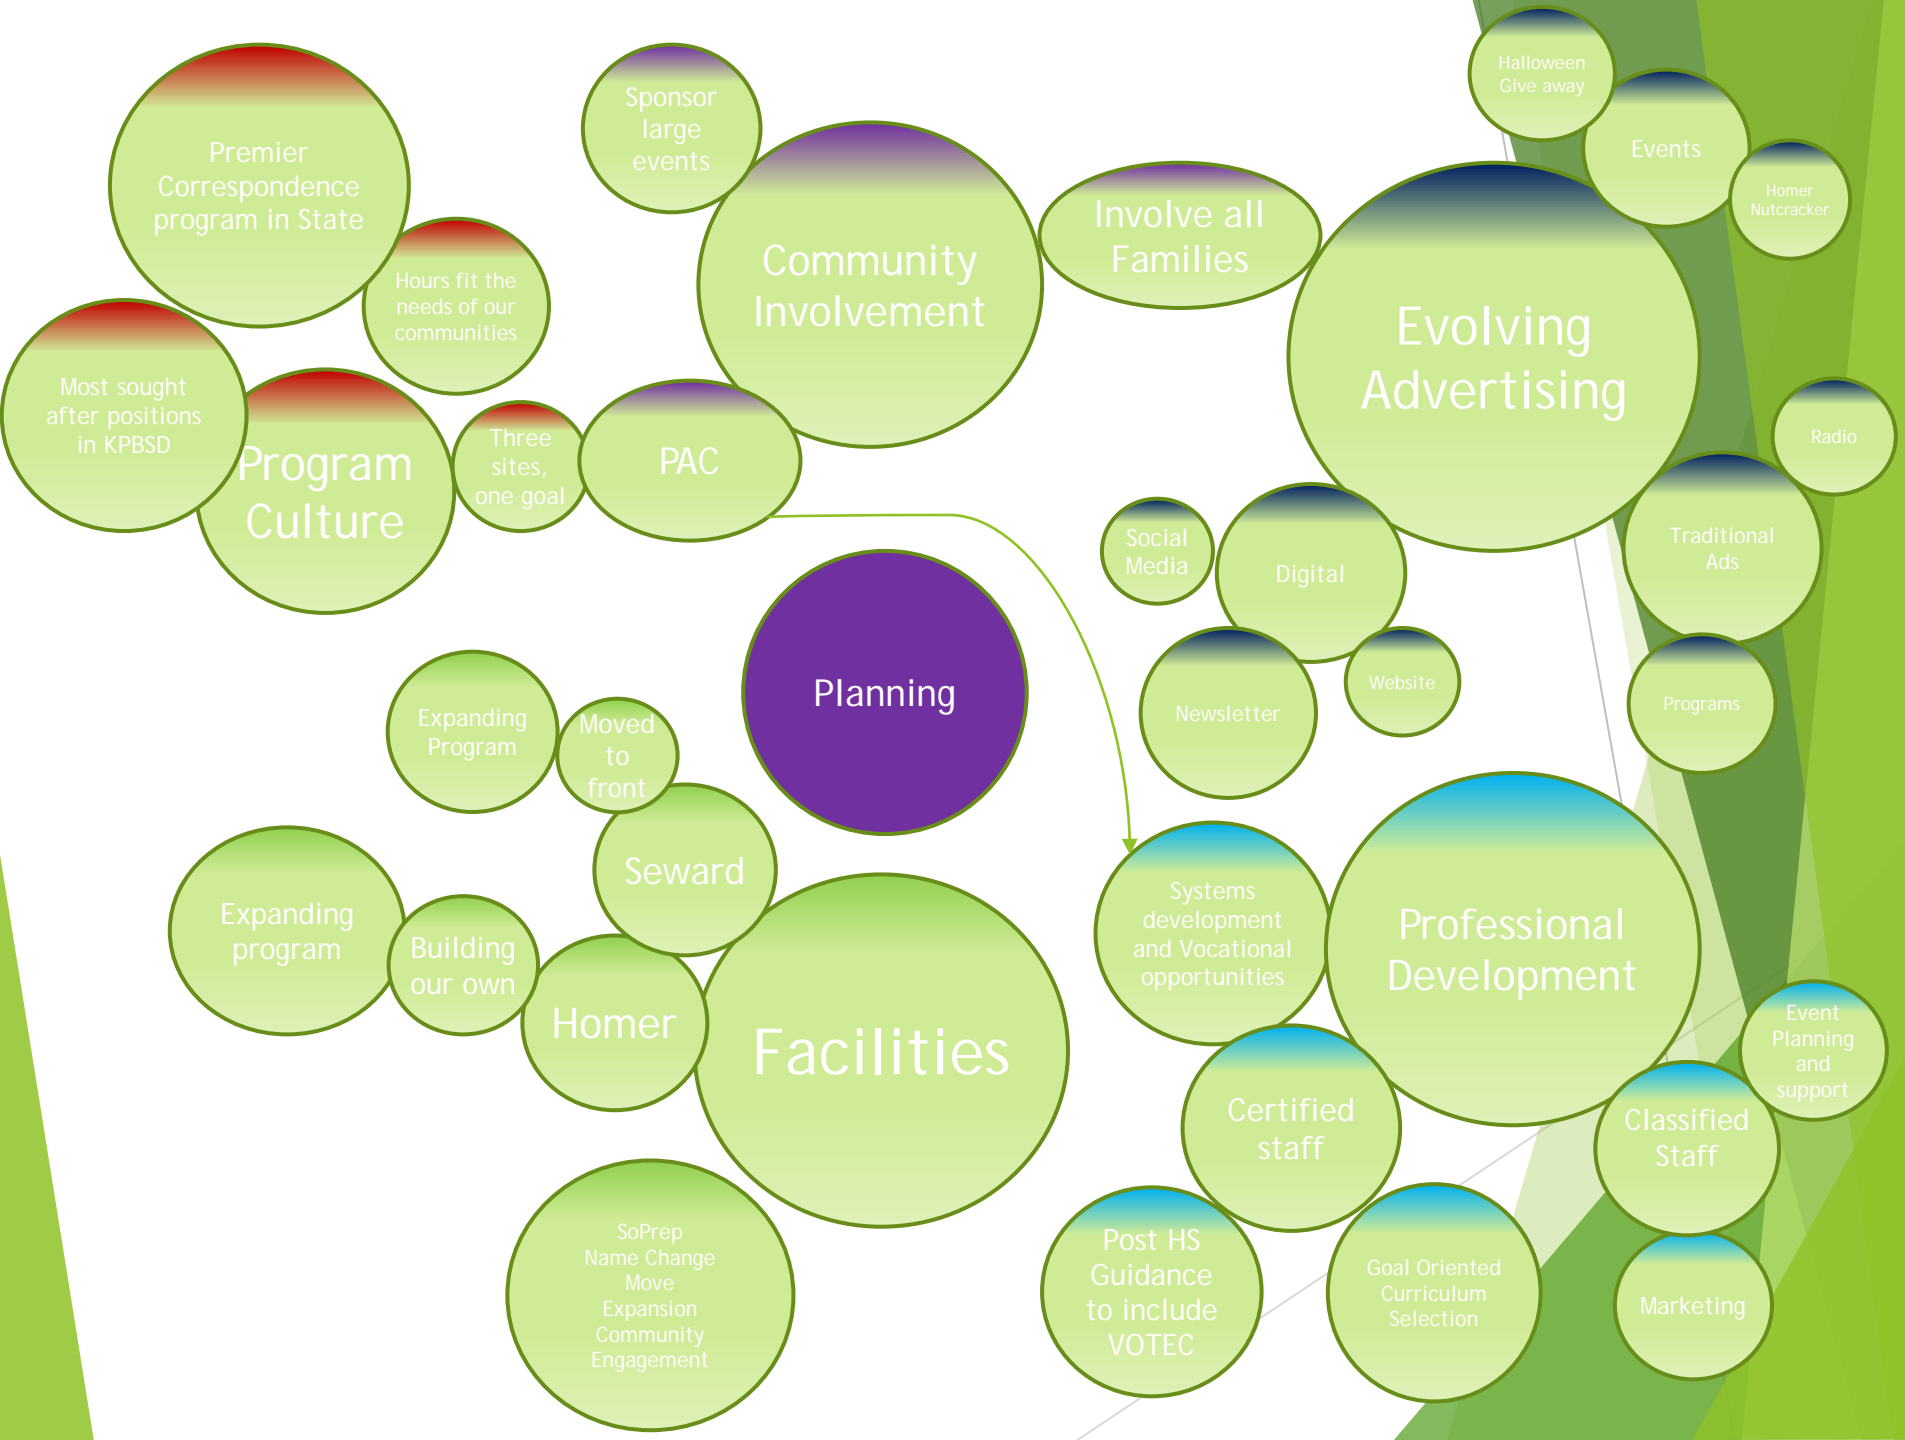 Premier
Correspondence
program in State
Hours fit the
needs of our
communities
Most sought
after positions
in KPBSD
Program
Culture
Three
sites,
one goal
Sponsor
large
events
Community
Involvement
Involve all
Families
PAC
Halloween
Give away
Events
Homer
Nutcracker
Evolving
Advertising
Radio
Traditional
Ads
Programs
Social
Media
Digital
Newsletter
Website
Planning
Expanding
Program
Moved
to
front
Seward
Expanding
program
Building
our own
Homer
Facilities
SoPrep
Name Change
Move
Expansion
Community
Engagement
Systems
development
and Vocational
opportunities
Professional
Development
Event
Planning
and
support
Certified
staff
Classified
Staff
Post HS
Guidance
to include
VOTEC
Goal Oriented
Curriculum
Selection
Marketing